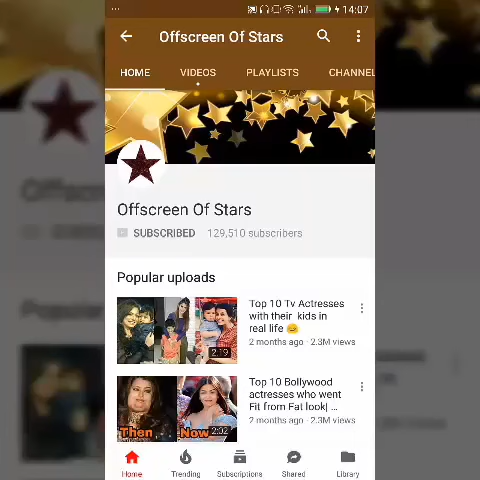 14:07
Offscreen Of Stars
HOME VIDEOS PLAYLISTS CHANNEL
Offscreen Of Stars
SUBSCRIBED 129,510 subscribers
Popular uploads
Top 10 Tv Actresses
with their kids in
real life 😊
2 months ago · 2.3M views
2:19
Top 10 Bollywood
actresses who went
Fit from Fat look| ...
2 months ago · 2.3M views
Then Now 2:02
Home Trending Subscriptions Shared Library